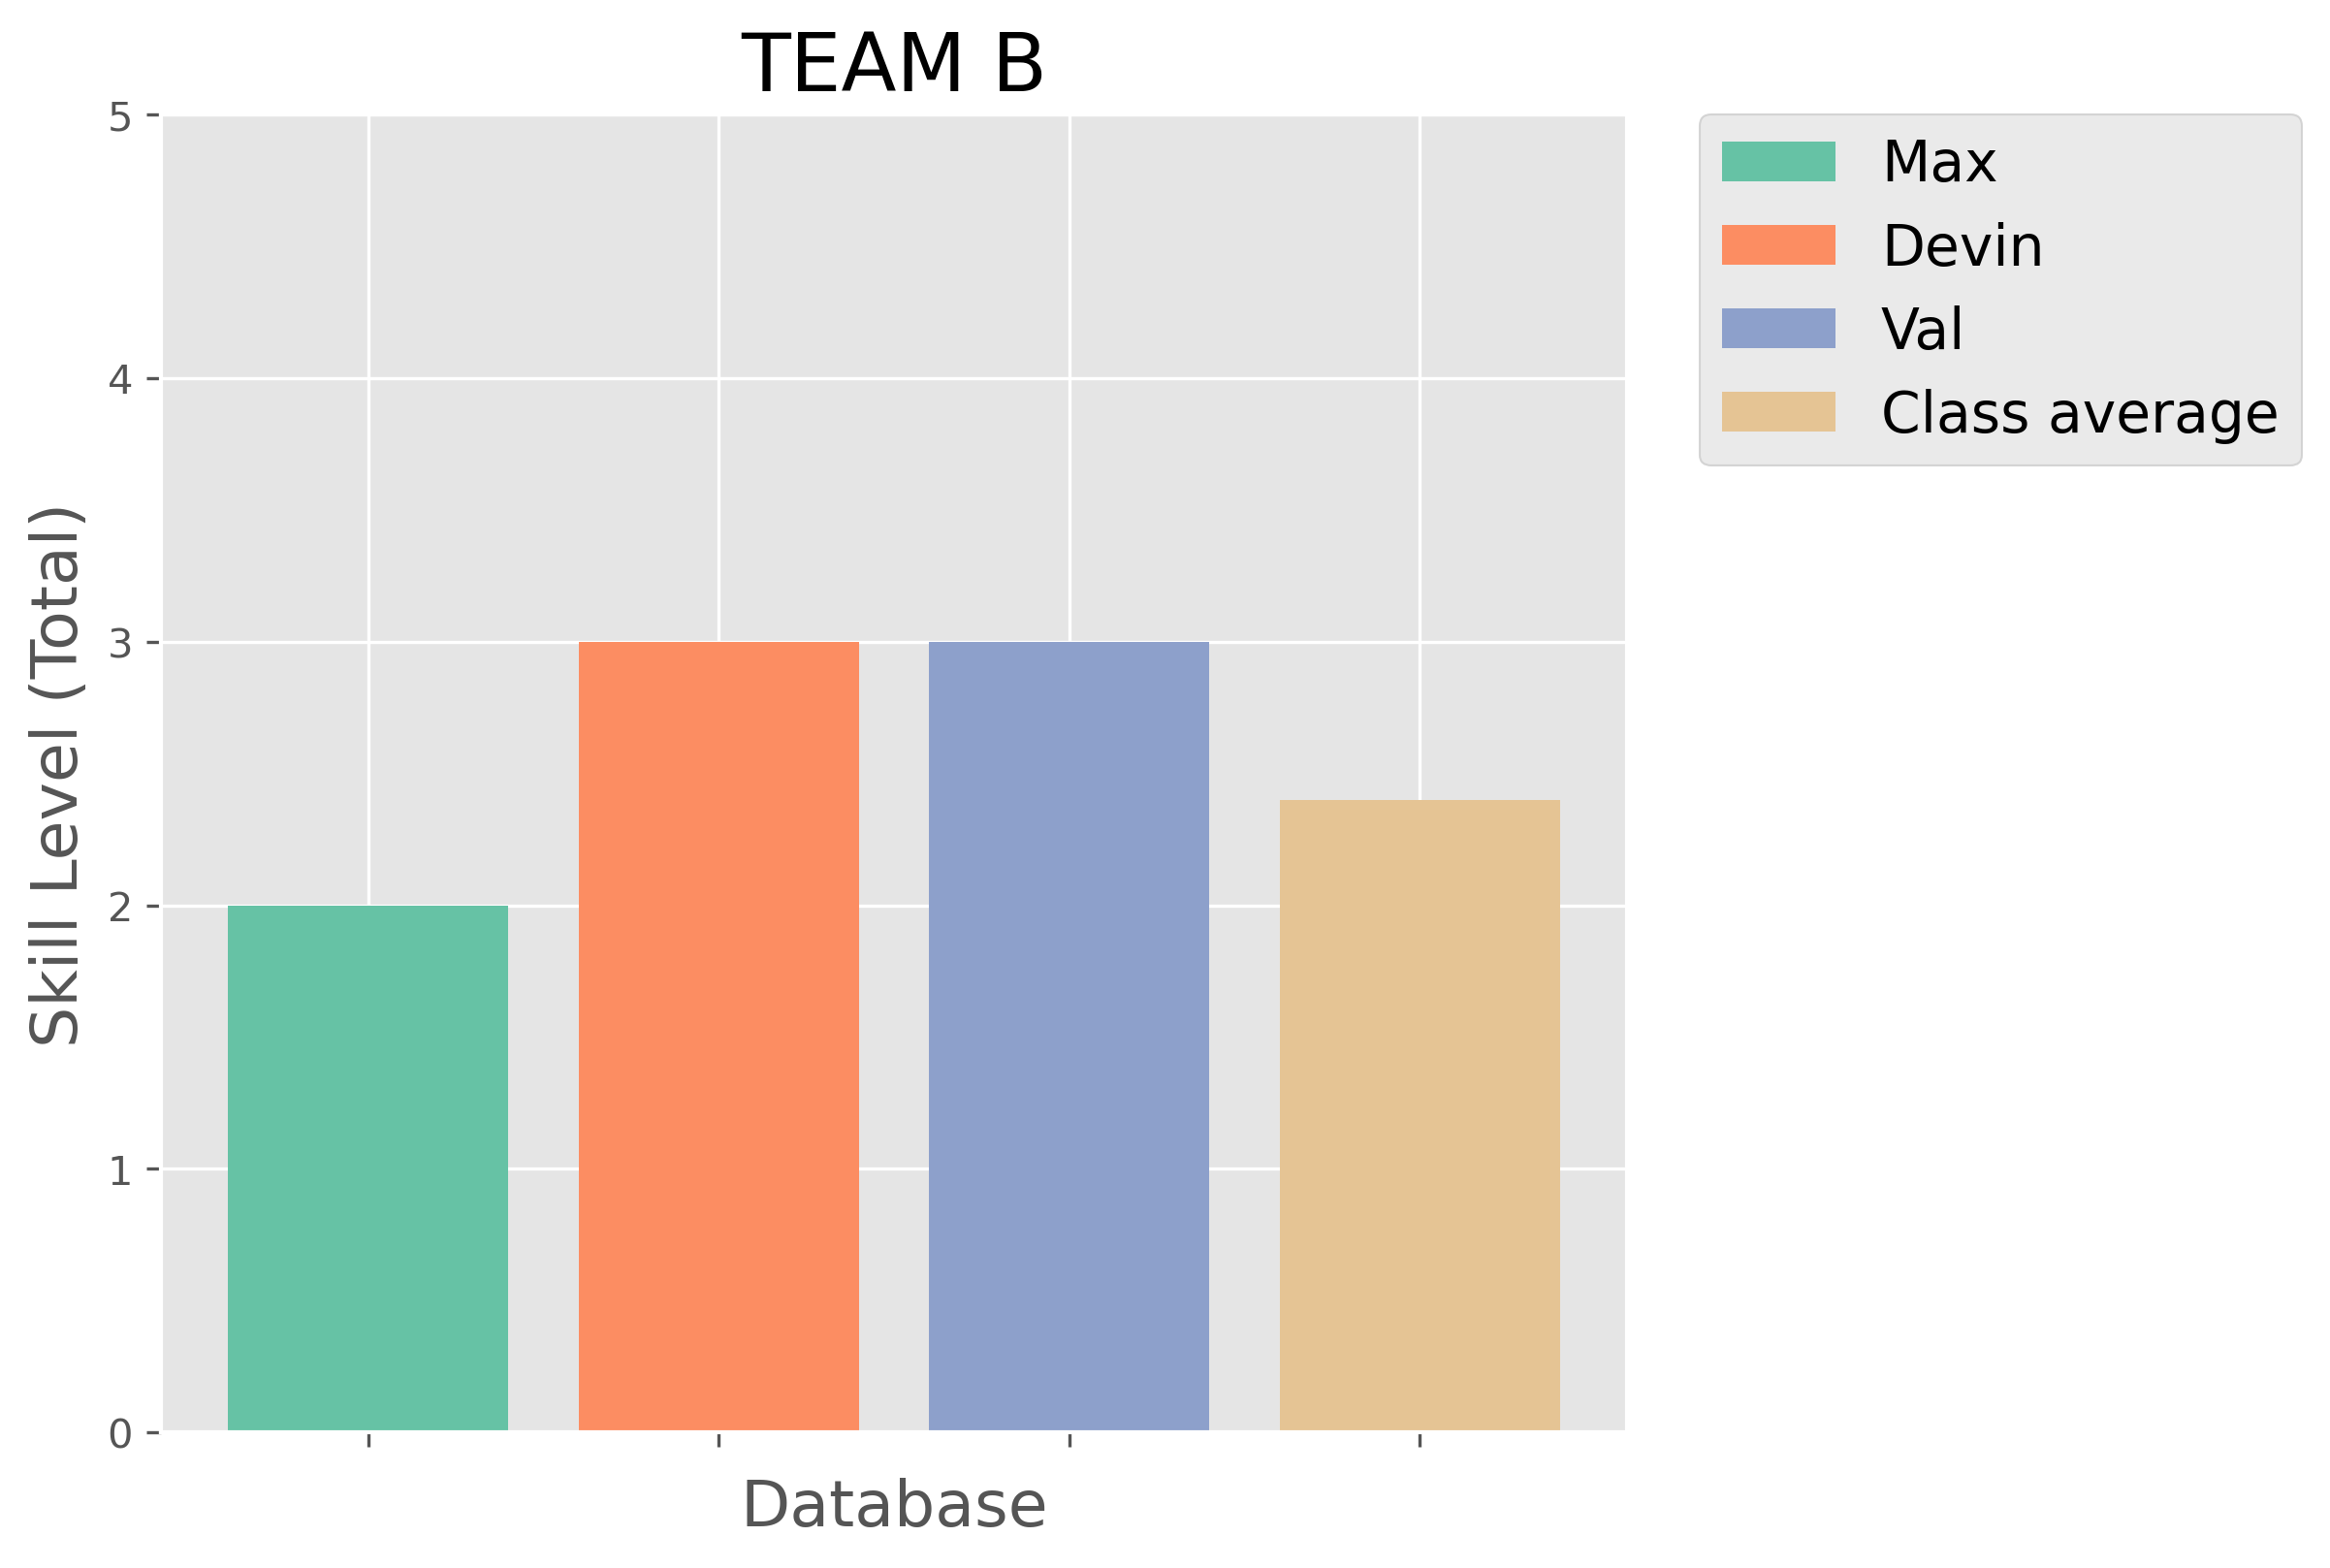 TEAM B
5
4
3
2
1
0
Skill Level (Total)
Database
Max
Devin
Val
Class average